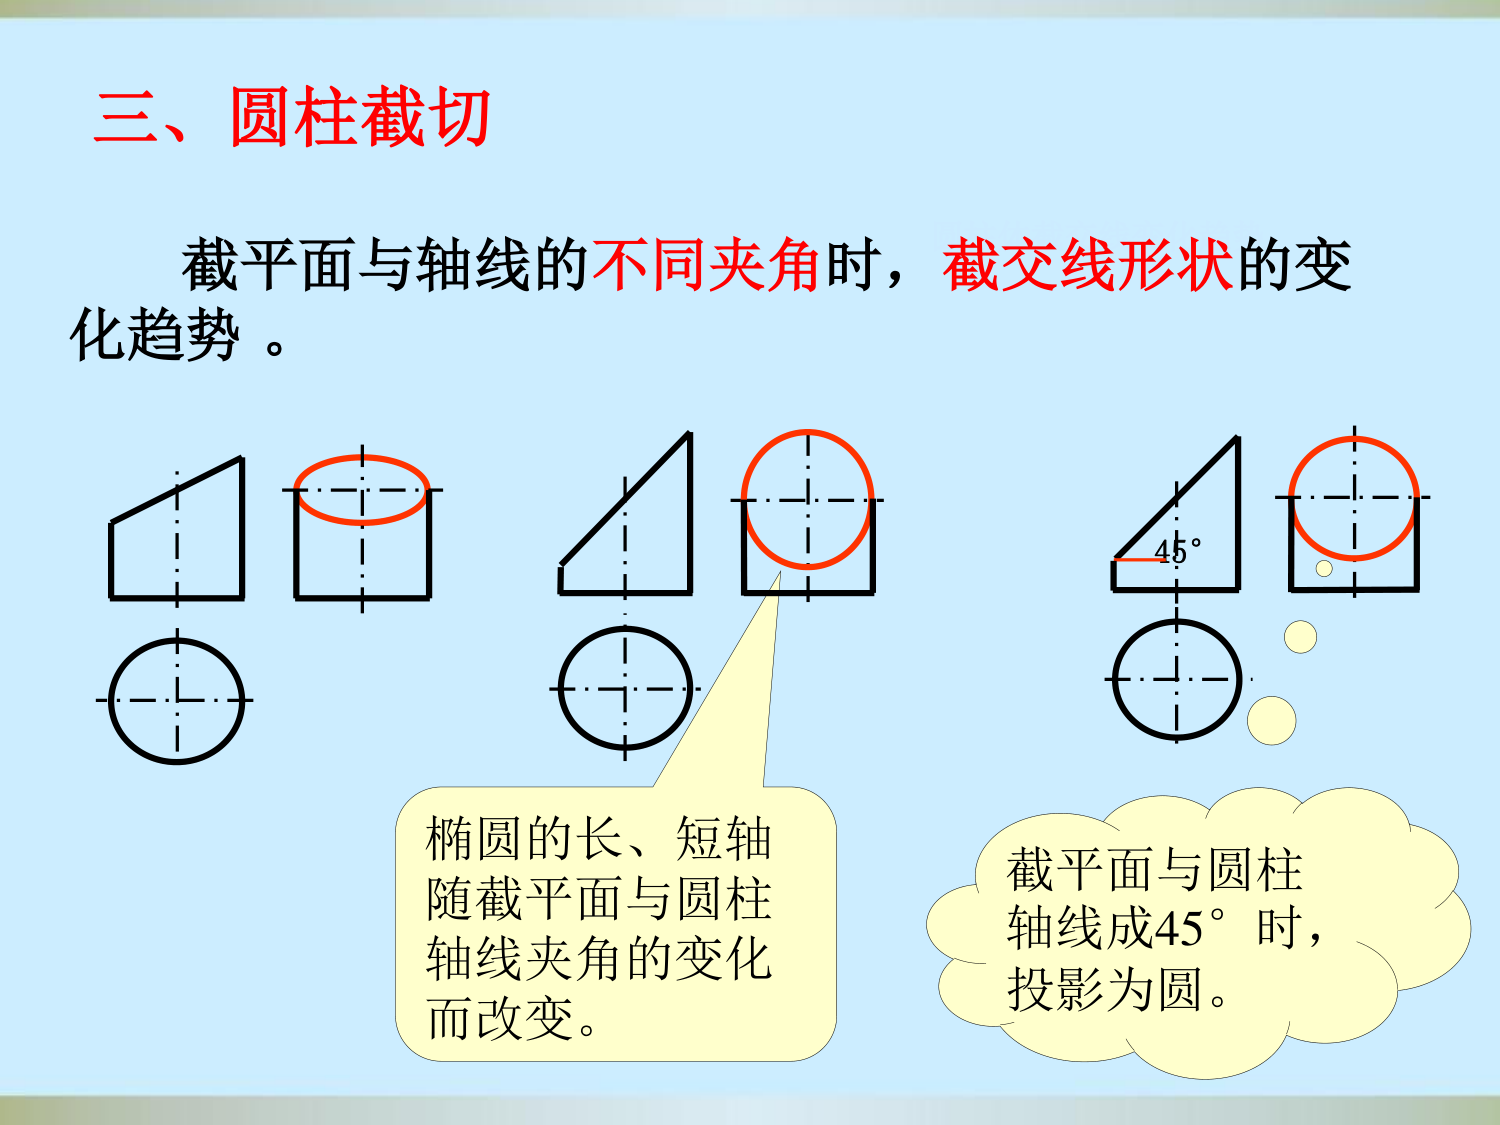 三、圆柱截切
截平面与轴线的不同夹角时，截交线形状的变
化趋势 。
45°
椭圆的长、短轴
随截平面与圆柱
轴线夹角的变化
而改变。
截平面与圆柱
轴线成45°时，
投影为圆。